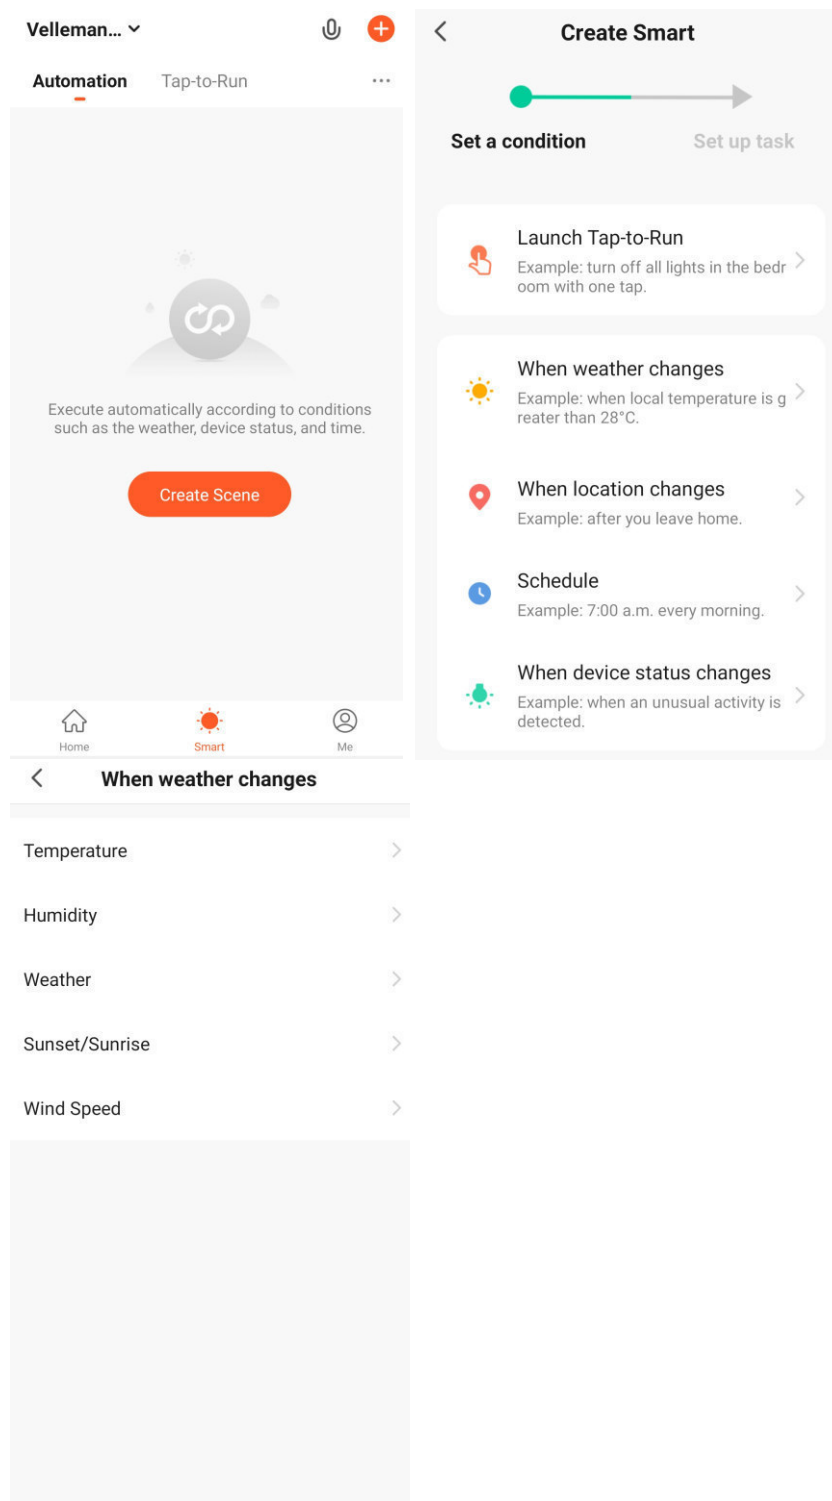 Velleman...
Automation Tap-to-Run ...
Execute automatically according to conditions
such as the weather, device status, and time.
Create Scene
Home Smart Me
Create Smart
Set a condition Set up task
Launch Tap-to-Run
Example: turn off all lights in the bedr
oom with one tap.
When weather changes
Example: when local temperature is g
reater than 28°C.
When location changes
Example: after you leave home.
Schedule
Example: 7:00 a.m. every morning.
When device status changes
Example: when an unusual activity is
detected.
When weather changes
Temperature
Humidity
Weather
Sunset/Sunrise
Wind Speed